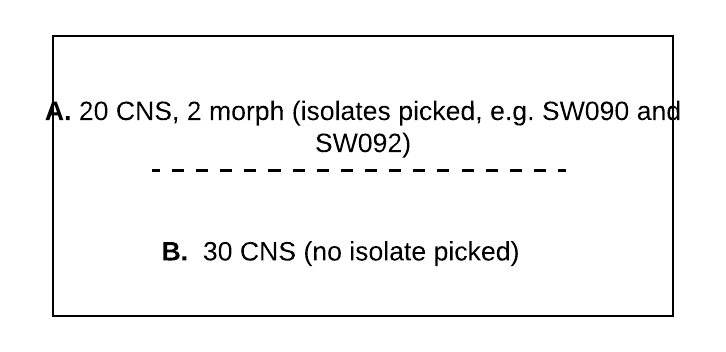 A. 20 CNS, 2 morph (isolates picked, e.g. SW090 and
SW092)
B. 30 CNS (no isolate picked)